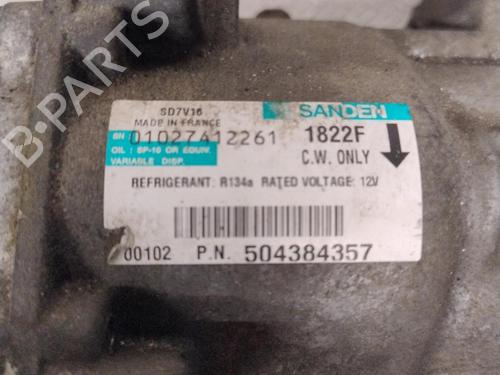 B-PARTS
SD7V16
MADE IN FRANCE
SANDEN
SN 01027412261
1822F
OIL : SP-10 OR EQUIV.
VARIABLE DISP.
C.W. ONLY
REFRIGERANT: R134a RATED VOLTAGE: 12V
00102 P.N. 504384357